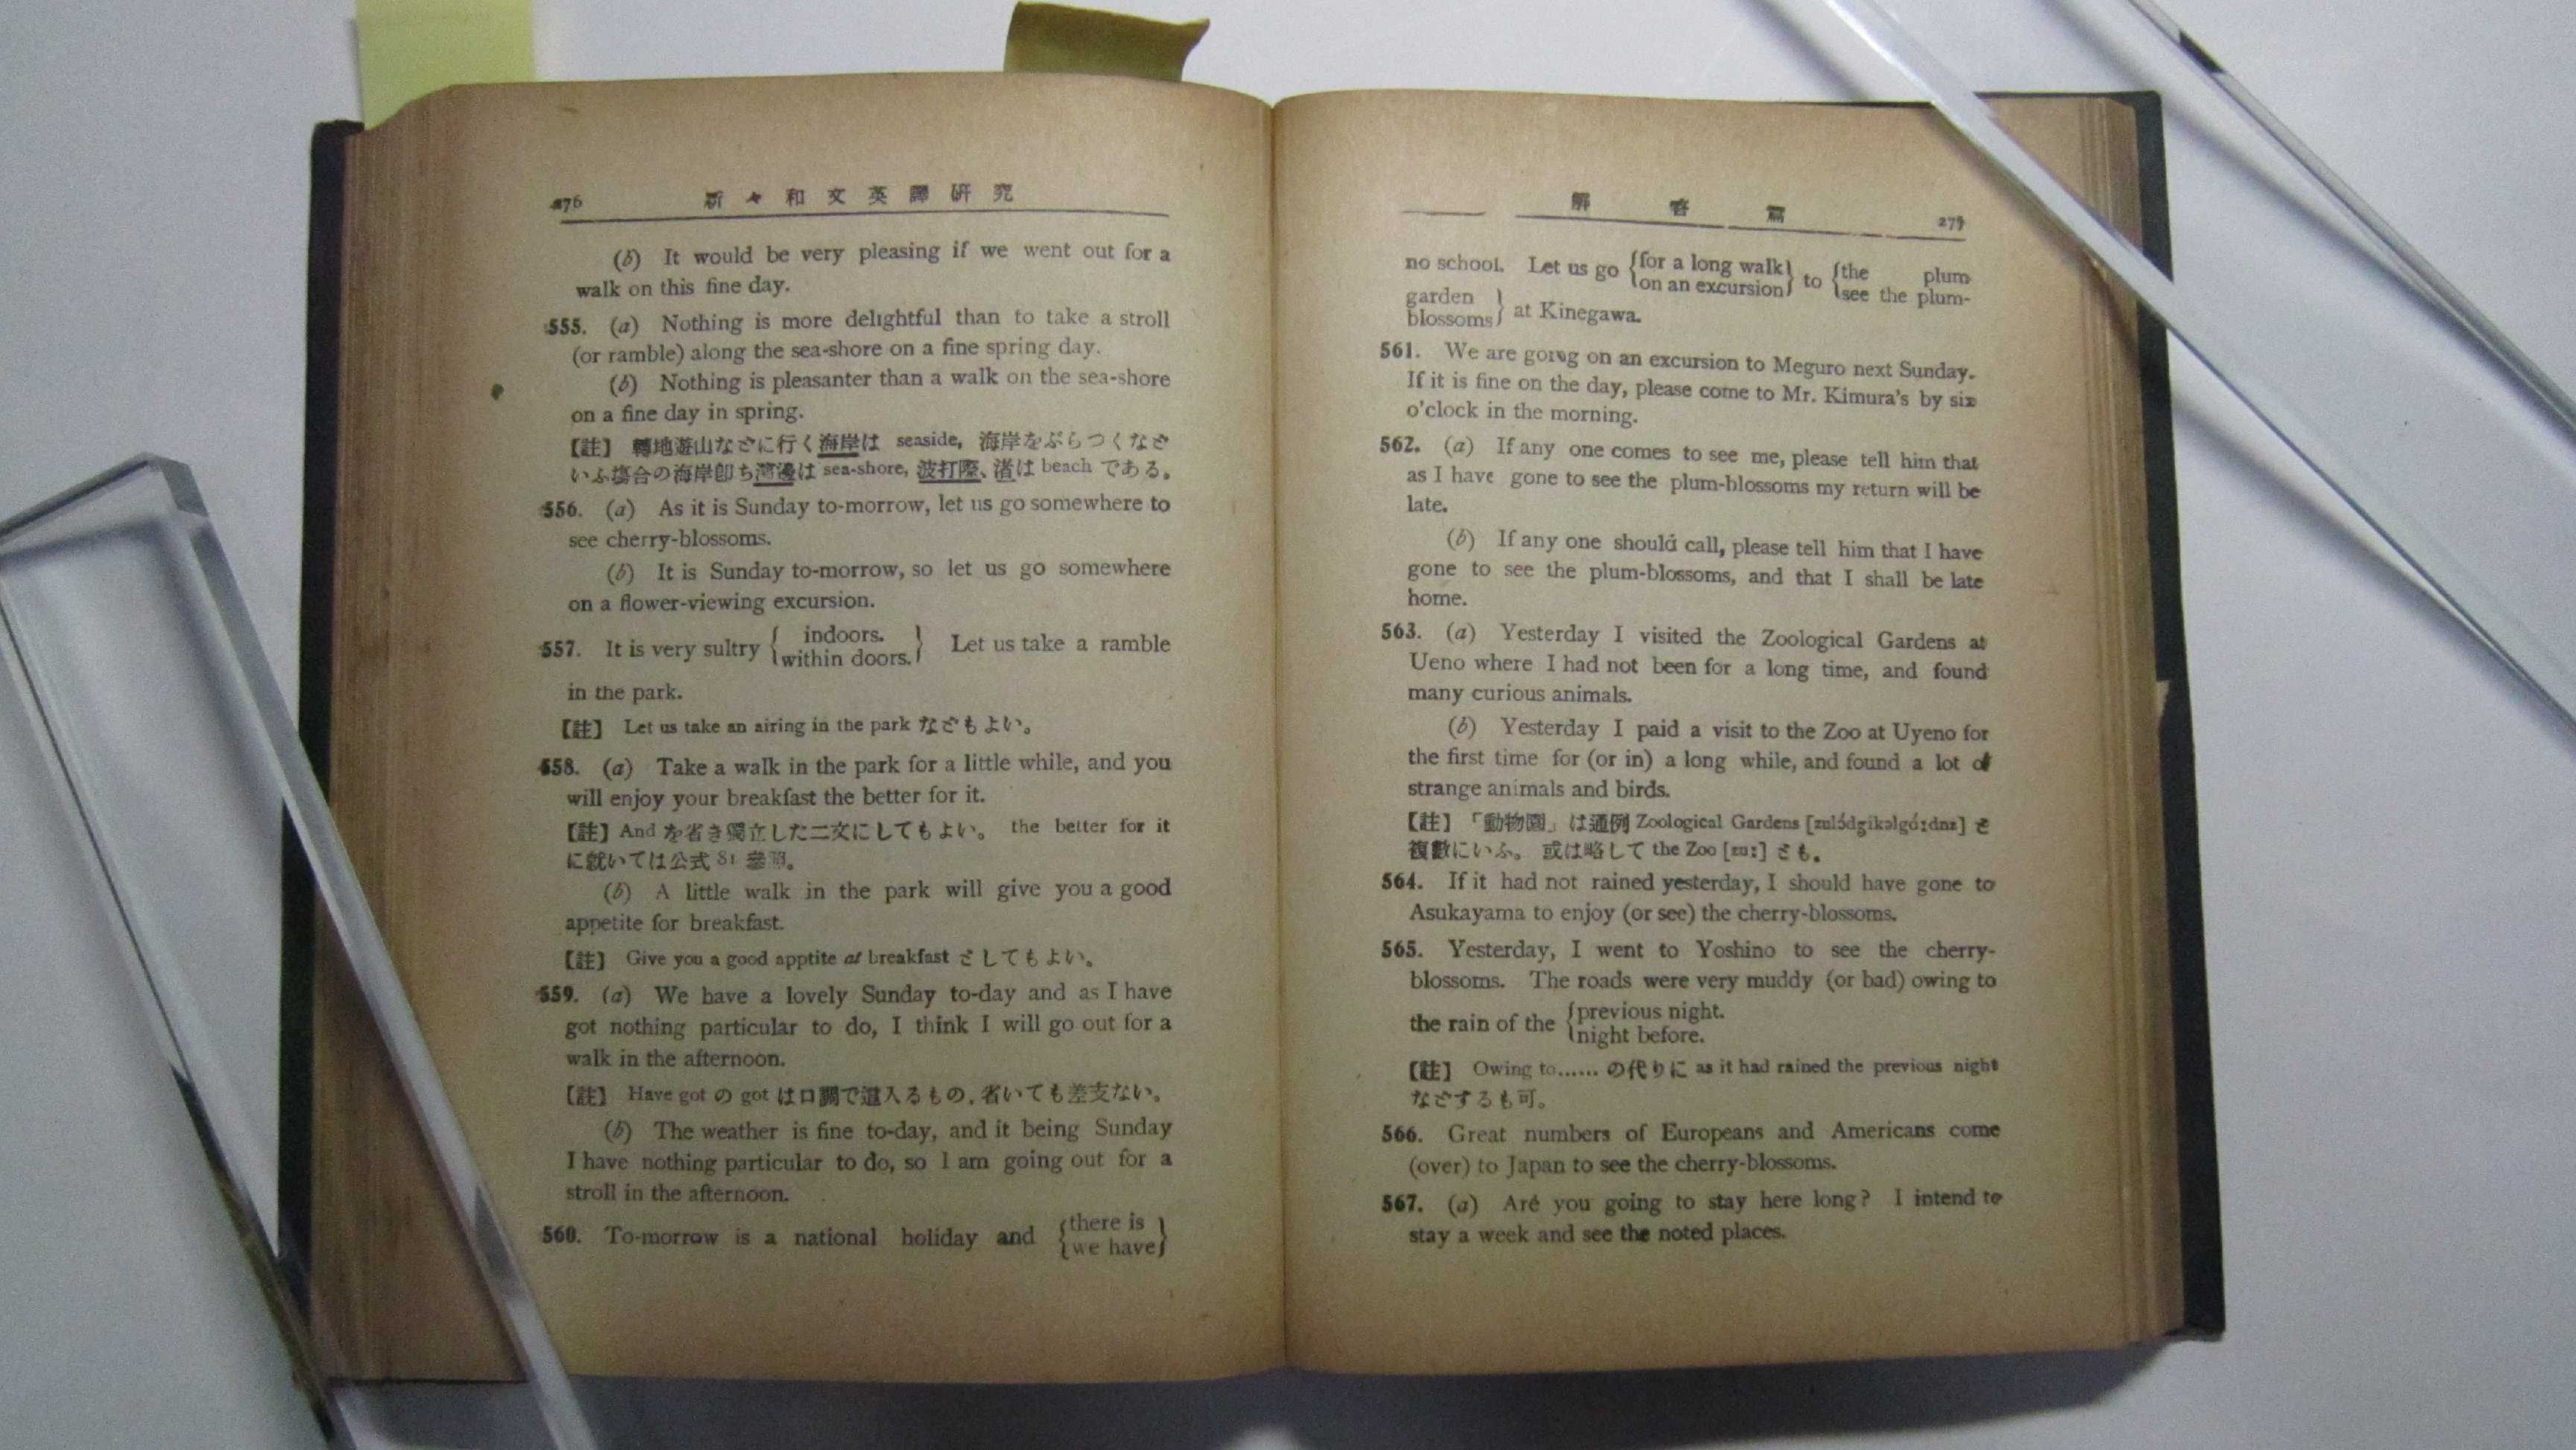 276 新々和文英譯研究
(b) It would be very pleasing if we went out for a
walk on this fine day.
555. (a) Nothing is more delightful than to take a stroll
(or ramble) along the sea-shore on a fine spring day.
(b) Nothing is pleasanter than a walk on the sea-shore
on a fine day in spring.
【註】 轉地遊山などに行く海岸は seaside, 海岸をぶらつくなど
いふ塲合の海岸卽ち濱邊は sea-shore, 波打際、渚は beach である。
556. (a) As it is Sunday to-morrow, let us go somewhere to
see cherry-blossoms.
(b) It is Sunday to-morrow, so let us go somewhere
on a flower-viewing excursion.
557. It is very sultry { indoors. / within doors. } Let us take a ramble
in the park.
【註】 Let us take an airing in the park などもよい。
558. (a) Take a walk in the park for a little while, and you
will enjoy your breakfast the better for it.
【註】 And を省き獨立した二文にしてもよい。 the better for it
に就いては公式 81 參照。
(b) A little walk in the park will give you a good
appetite for breakfast.
【註】 Give you a good apptite at breakfast としてもよい。
559. (a) We have a lovely Sunday to-day and as I have
got nothing particular to do, I think I will go out for a
walk in the afternoon.
【註】 Have got の got は口調で這入るもの、省いても差支ない。
(b) The weather is fine to-day, and it being Sunday
I have nothing particular to do, so I am going out for a
stroll in the afternoon.
560. To-morrow is a national holiday and { there is / we have }
解答篇 277
no school. Let us go { for a long walk / on an excursion } to { the plum- / see the plum-
garden / blossoms } at Kinegawa.
561. We are going on an excursion to Meguro next Sunday.
If it is fine on the day, please come to Mr. Kimura's by six
o'clock in the morning.
562. (a) If any one comes to see me, please tell him that
as I have gone to see the plum-blossoms my return will be
late.
(b) If any one should call, please tell him that I have
gone to see the plum-blossoms, and that I shall be late
home.
563. (a) Yesterday I visited the Zoological Gardens at
Ueno where I had not been for a long time, and found
many curious animals.
(b) Yesterday I paid a visit to the Zoo at Uyeno for
the first time for (or in) a long while, and found a lot of
strange animals and birds.
【註】 「動物園」は通例 Zoological Gardens と
複數にいふ。 或は略して the Zoo [zu:] とも。
564. If it had not rained yesterday, I should have gone to
Asukayama to enjoy (or see) the cherry-blossoms.
565. Yesterday, I went to Yoshino to see the cherry-
blossoms. The roads were very muddy (or bad) owing to
the rain of the { previous night. / night before.
【註】 Owing to...... の代りに as it had rained the previous night
などするも可。
566. Great numbers of Europeans and Americans come
(over) to Japan to see the cherry-blossoms.
567. (a) Are you going to stay here long? I intend to
stay a week and see the noted places.